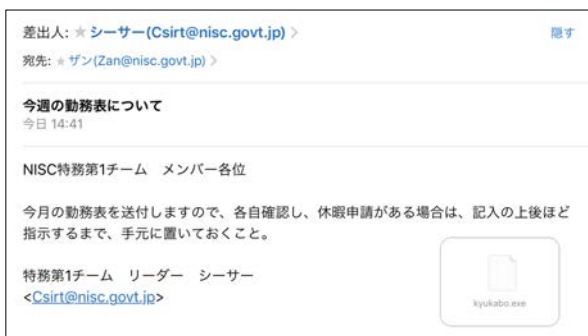 差出人: ★ シーサー(Csirt@nisc.govt.jp) > 隠す
宛先: ★ ザン(Zan@nisc.govt.jp) >
今週の勤務表について
今日 14:41
NISC特務第1チーム メンバー各位
今月の勤務表を送付しますので、各自確認し、休暇申請がある場合は、記入の上後ほど
指示するまで、手元に置いておくこと。
特務第1チーム リーダー シーサー
<Csirt@nisc.govt.jp>
kyukabo.exe